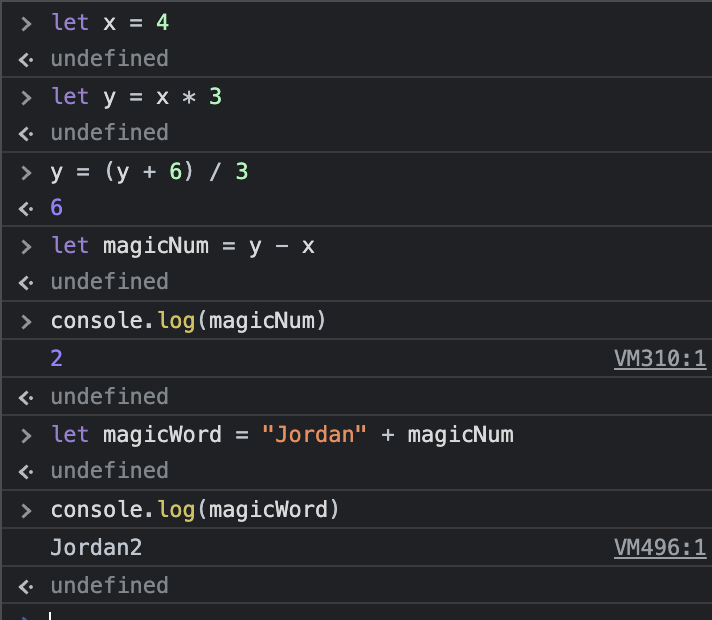 > let x = 4
<· undefined
> let y = x * 3
<· undefined
> y = (y + 6) / 3
<· 6
> let magicNum = y - x
<· undefined
> console.log(magicNum)
2 VM310:1
<· undefined
> let magicWord = "Jordan" + magicNum
<· undefined
> console.log(magicWord)
Jordan2 VM496:1
<· undefined
>